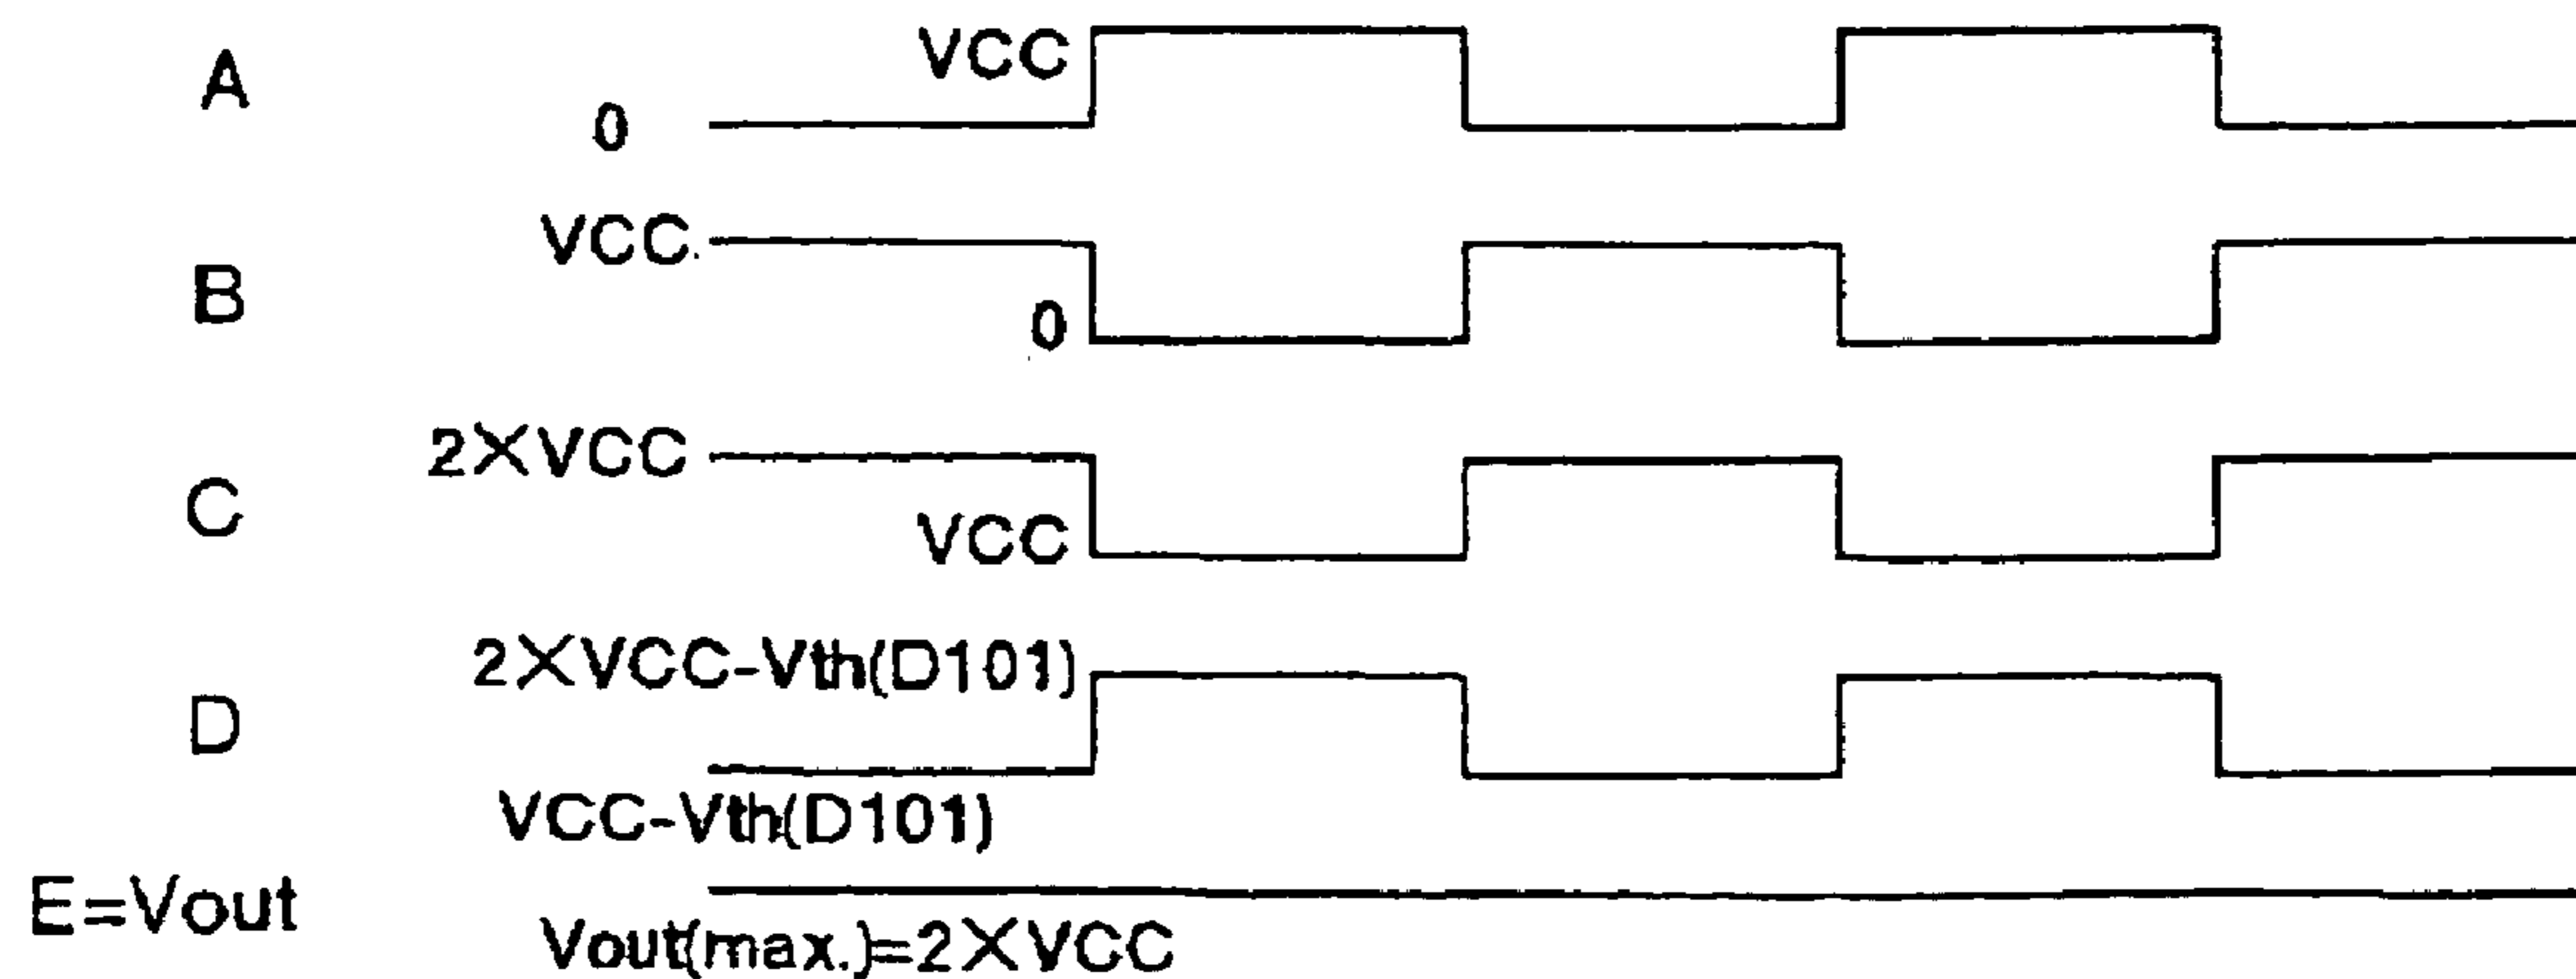 A
VCC
0
VCC
B
0
2×VCC
C
VCC
2×VCC-Vth(D101)
D
VCC-Vth(D101)
E=Vout
Vout(max.)=2×VCC